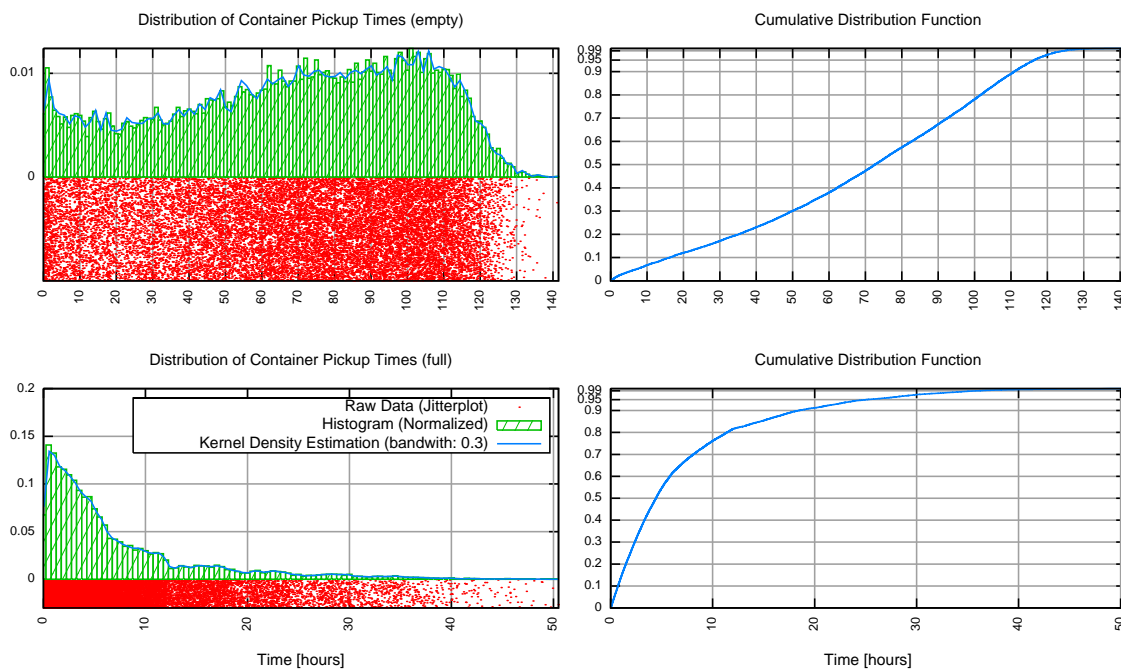 Distribution of Container Pickup Times (empty)
0.01
0
0 10 20 30 40 50 60 70 80 90 100 110 120 130 140
Cumulative Distribution Function
0.99
0.95
0.9
0.8
0.7
0.6
0.5
0.4
0.3
0.2
0.1
0
0 10 20 30 40 50 60 70 80 90 100 110 120 130 140
Distribution of Container Pickup Times (full)
0.2
0.15
0.1
0.05
0
Raw Data (Jitterplot)
Histogram (Normalized)
Kernel Density Estimation (bandwith: 0.3)
0 10 20 30 40 50
Time [hours]
Cumulative Distribution Function
0.99
0.95
0.9
0.8
0.7
0.6
0.5
0.4
0.3
0.2
0.1
0
0 10 20 30 40 50
Time [hours]